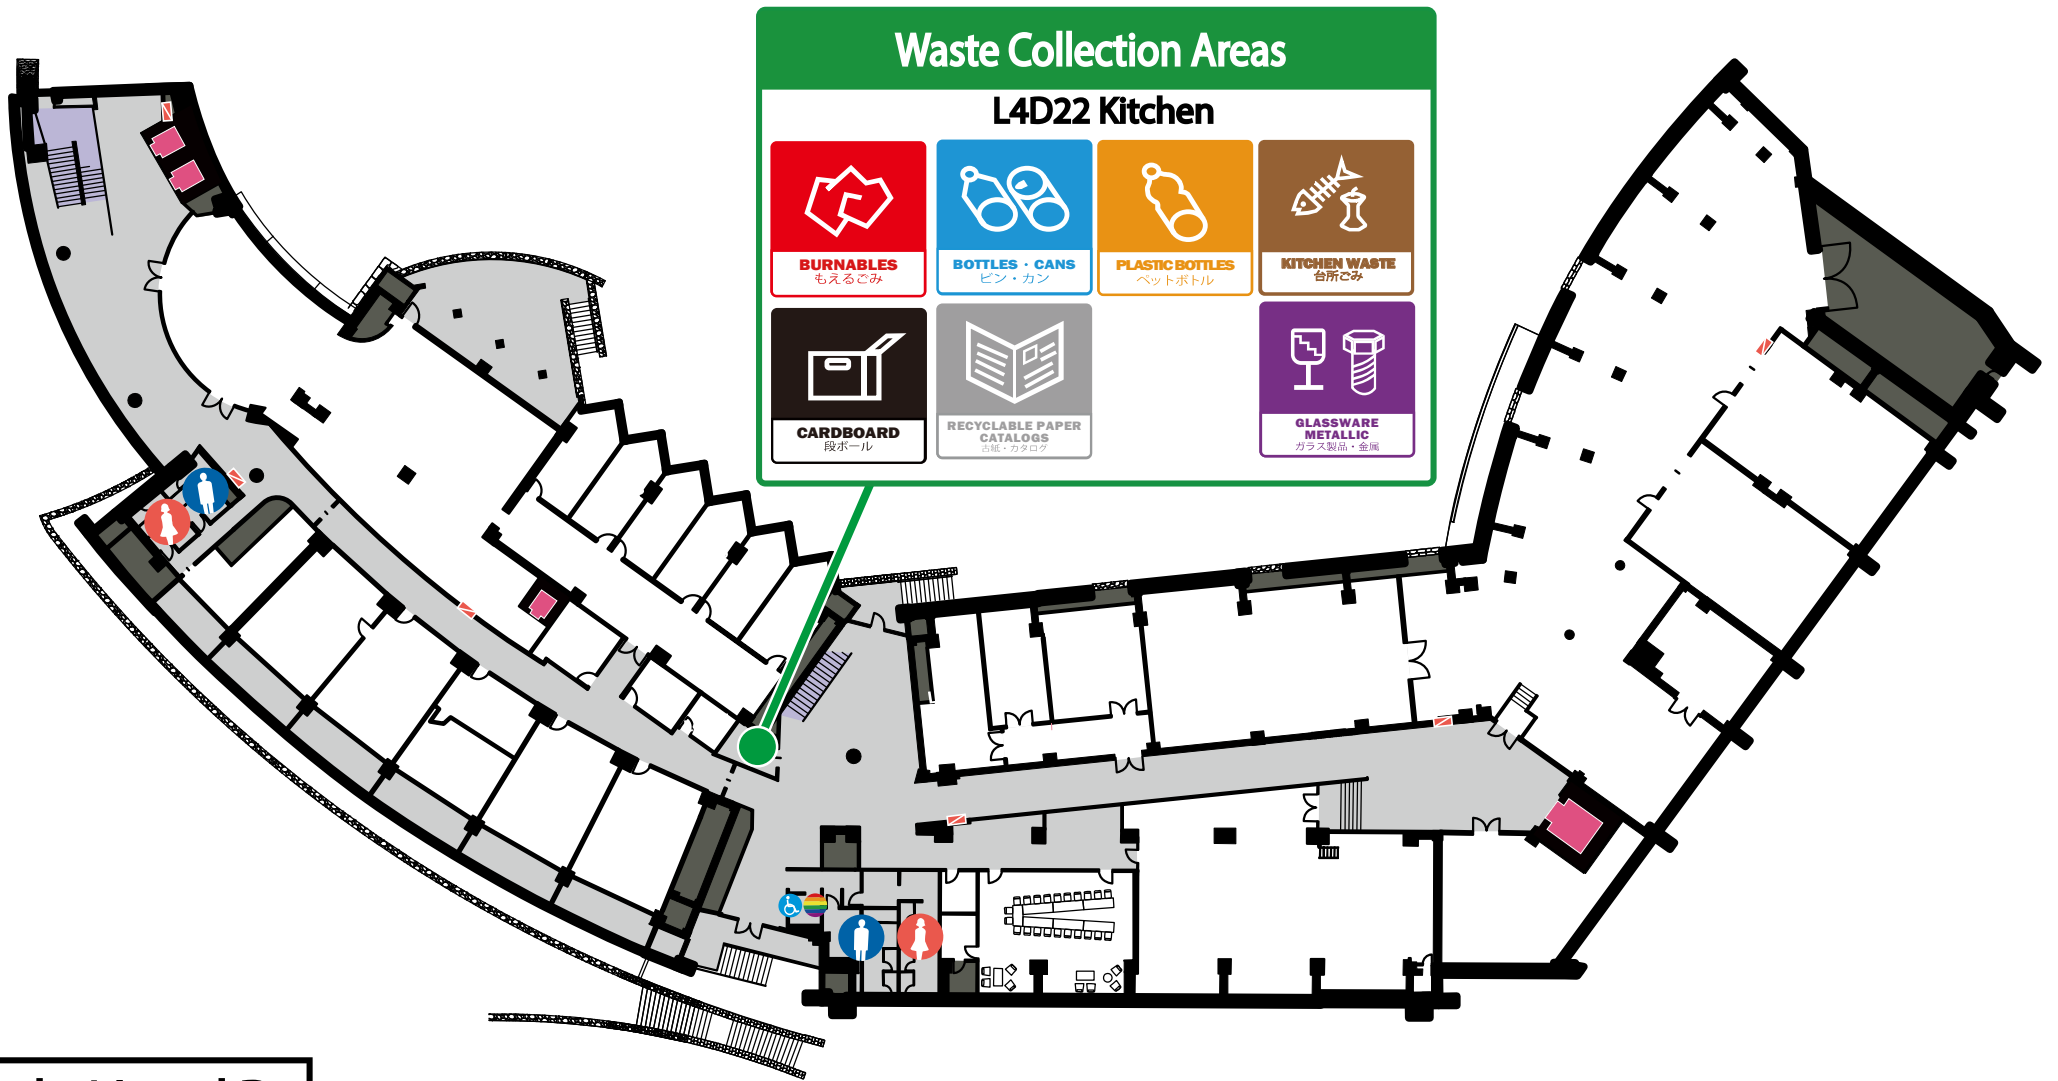 Waste Collection Areas
L4D22 Kitchen
BURNABLES
もえるごみ
BOTTLES・CANS
ビン・カン
PLASTIC BOTTLES
ペットボトル
KITCHEN WASTE
台所ごみ
CARDBOARD
段ボール
RECYCLABLE PAPER
CATALOGS
古紙・カタログ
GLASSWARE
METALLIC
ガラス製品・金属